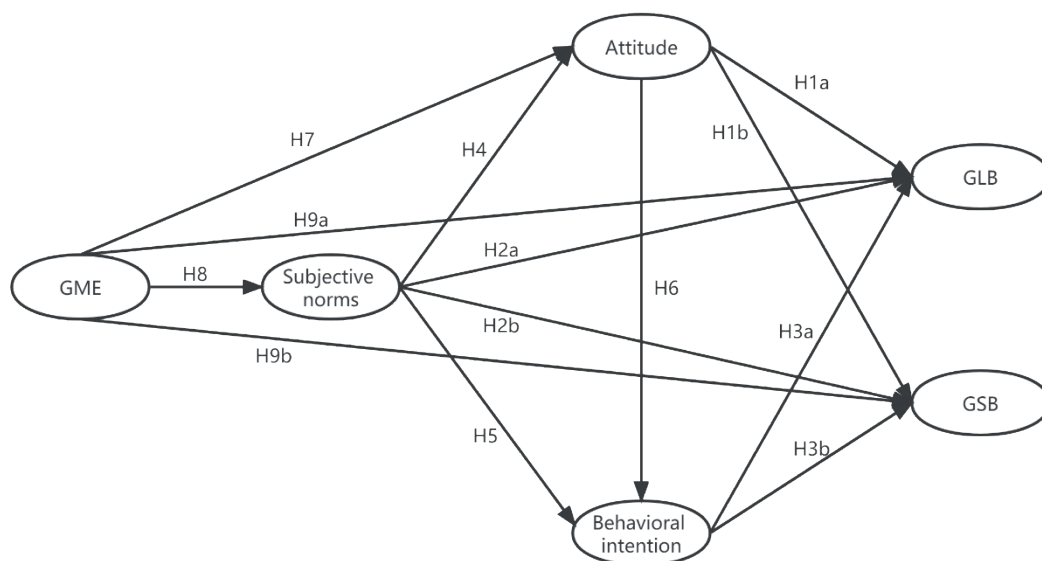 Attitude
H1a
H1b
H7
H4
GLB
H9a
H2a
H8
GME
Subjective
norms
H6
H2b
H3a
H9b
GSB
H5
H3b
Behavioral
intention